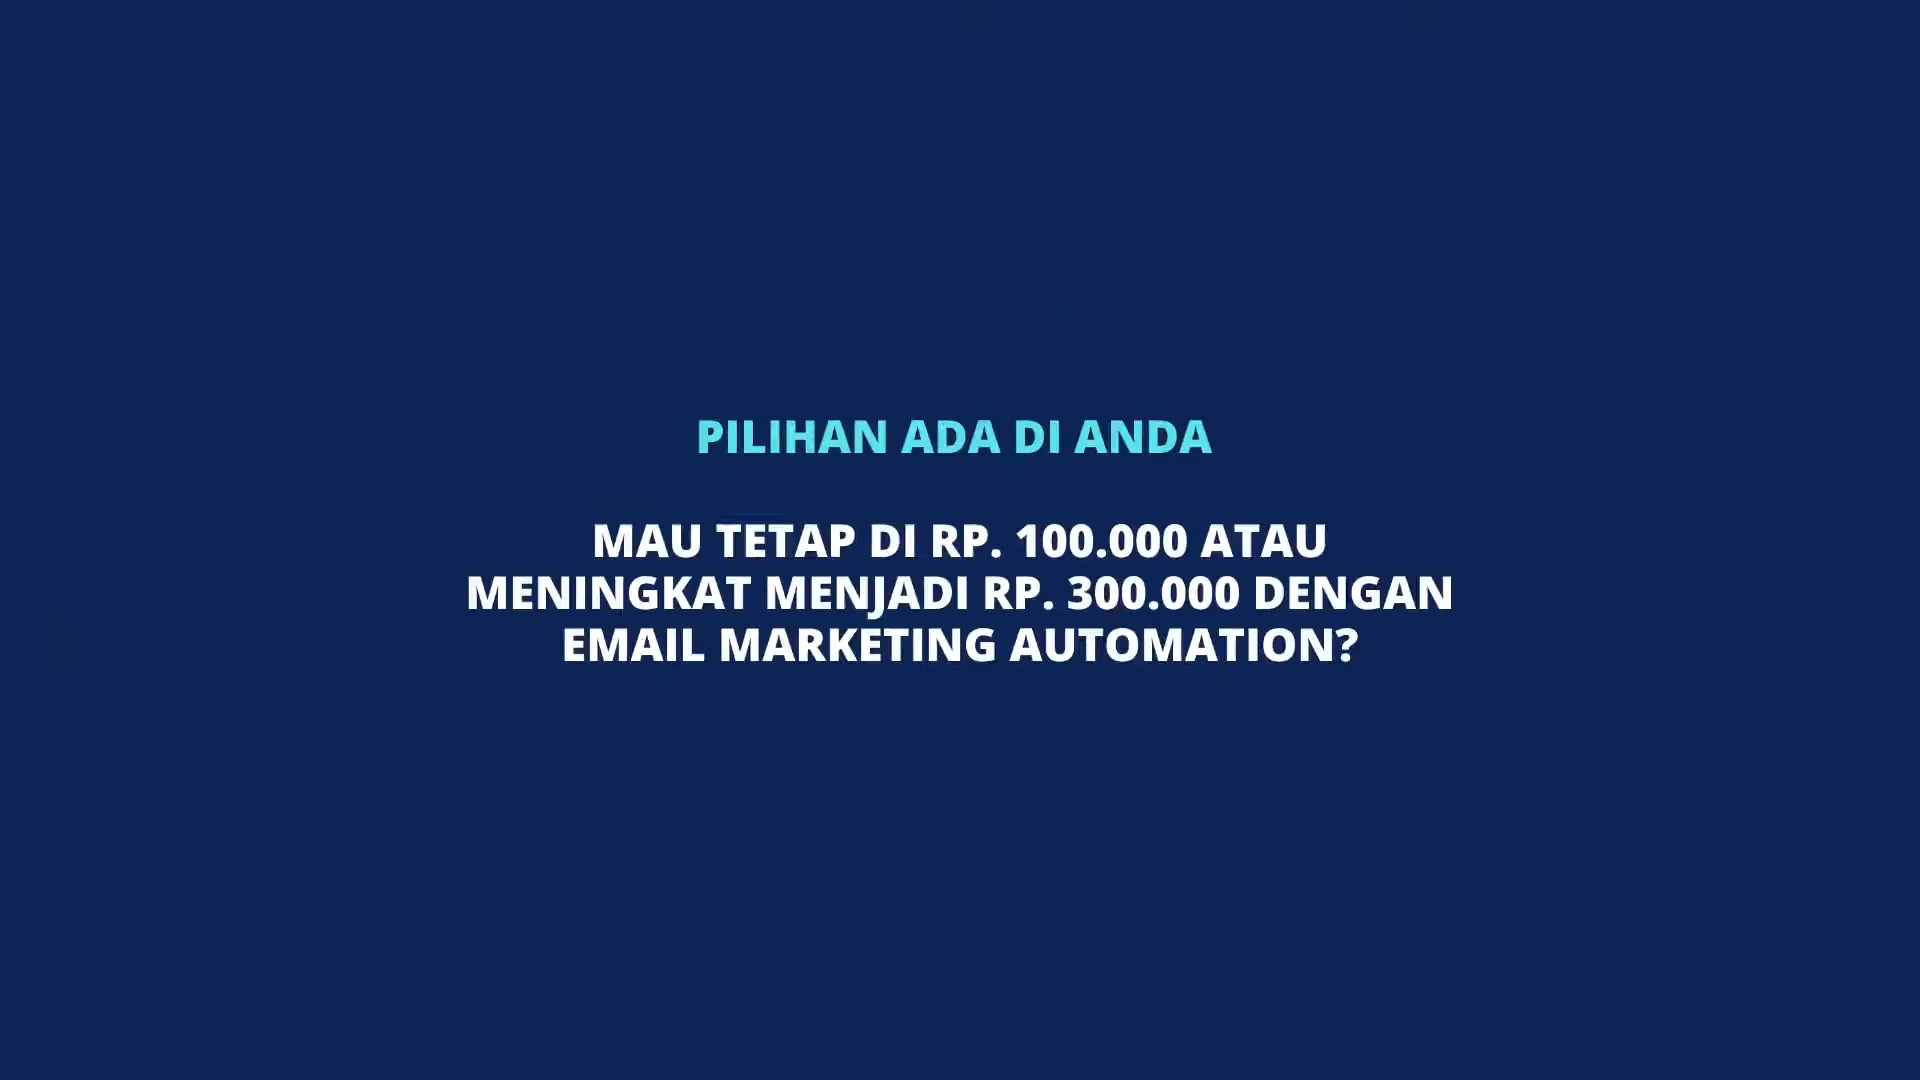 PILIHAN ADA DI ANDA
MAU TETAP DI RP. 100.000 ATAU
MENINGKAT MENJADI RP. 300.000 DENGAN
EMAIL MARKETING AUTOMATION?